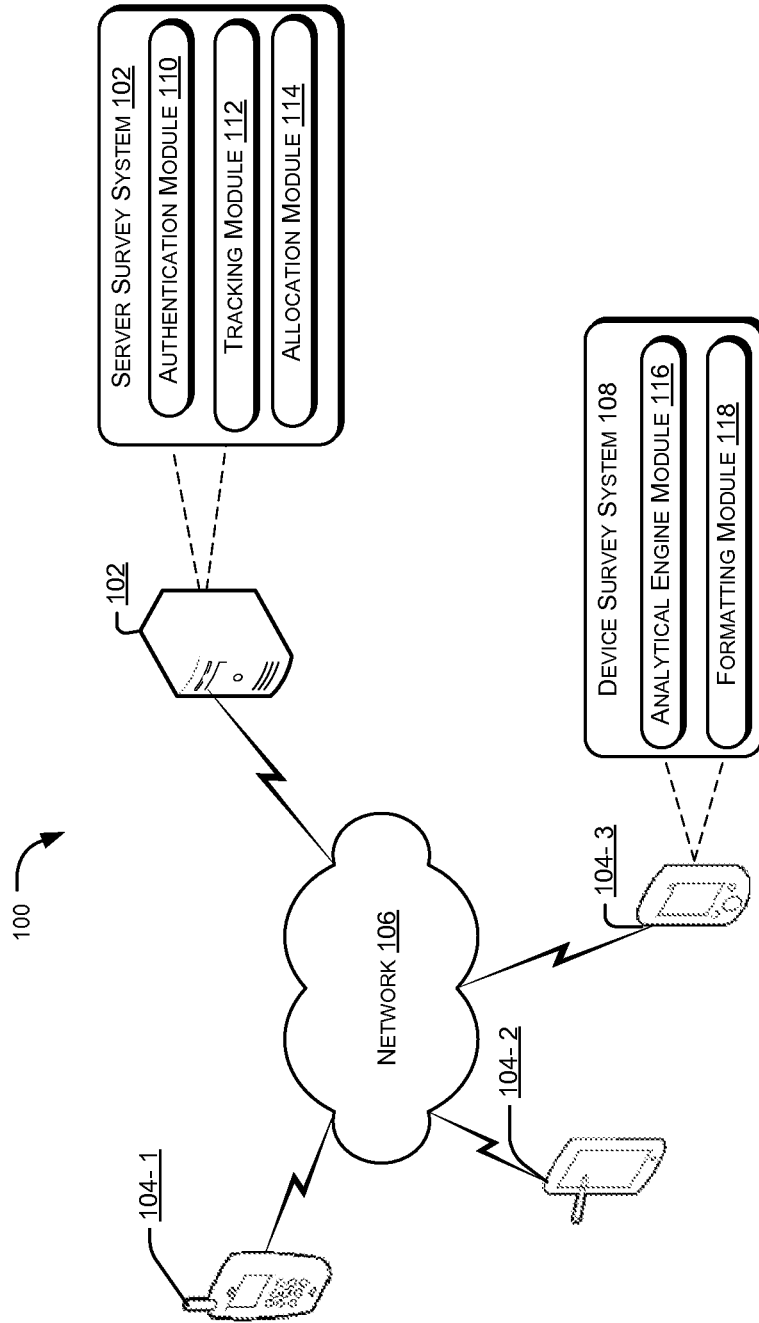 100
102
SERVER SURVEY SYSTEM 102
AUTHENTICATION MODULE 110
TRACKING MODULE 112
ALLOCATION MODULE 114
104-1
NETWORK 106
104-2
104-3
DEVICE SURVEY SYSTEM 108
ANALYTICAL ENGINE MODULE 116
FORMATTING MODULE 118